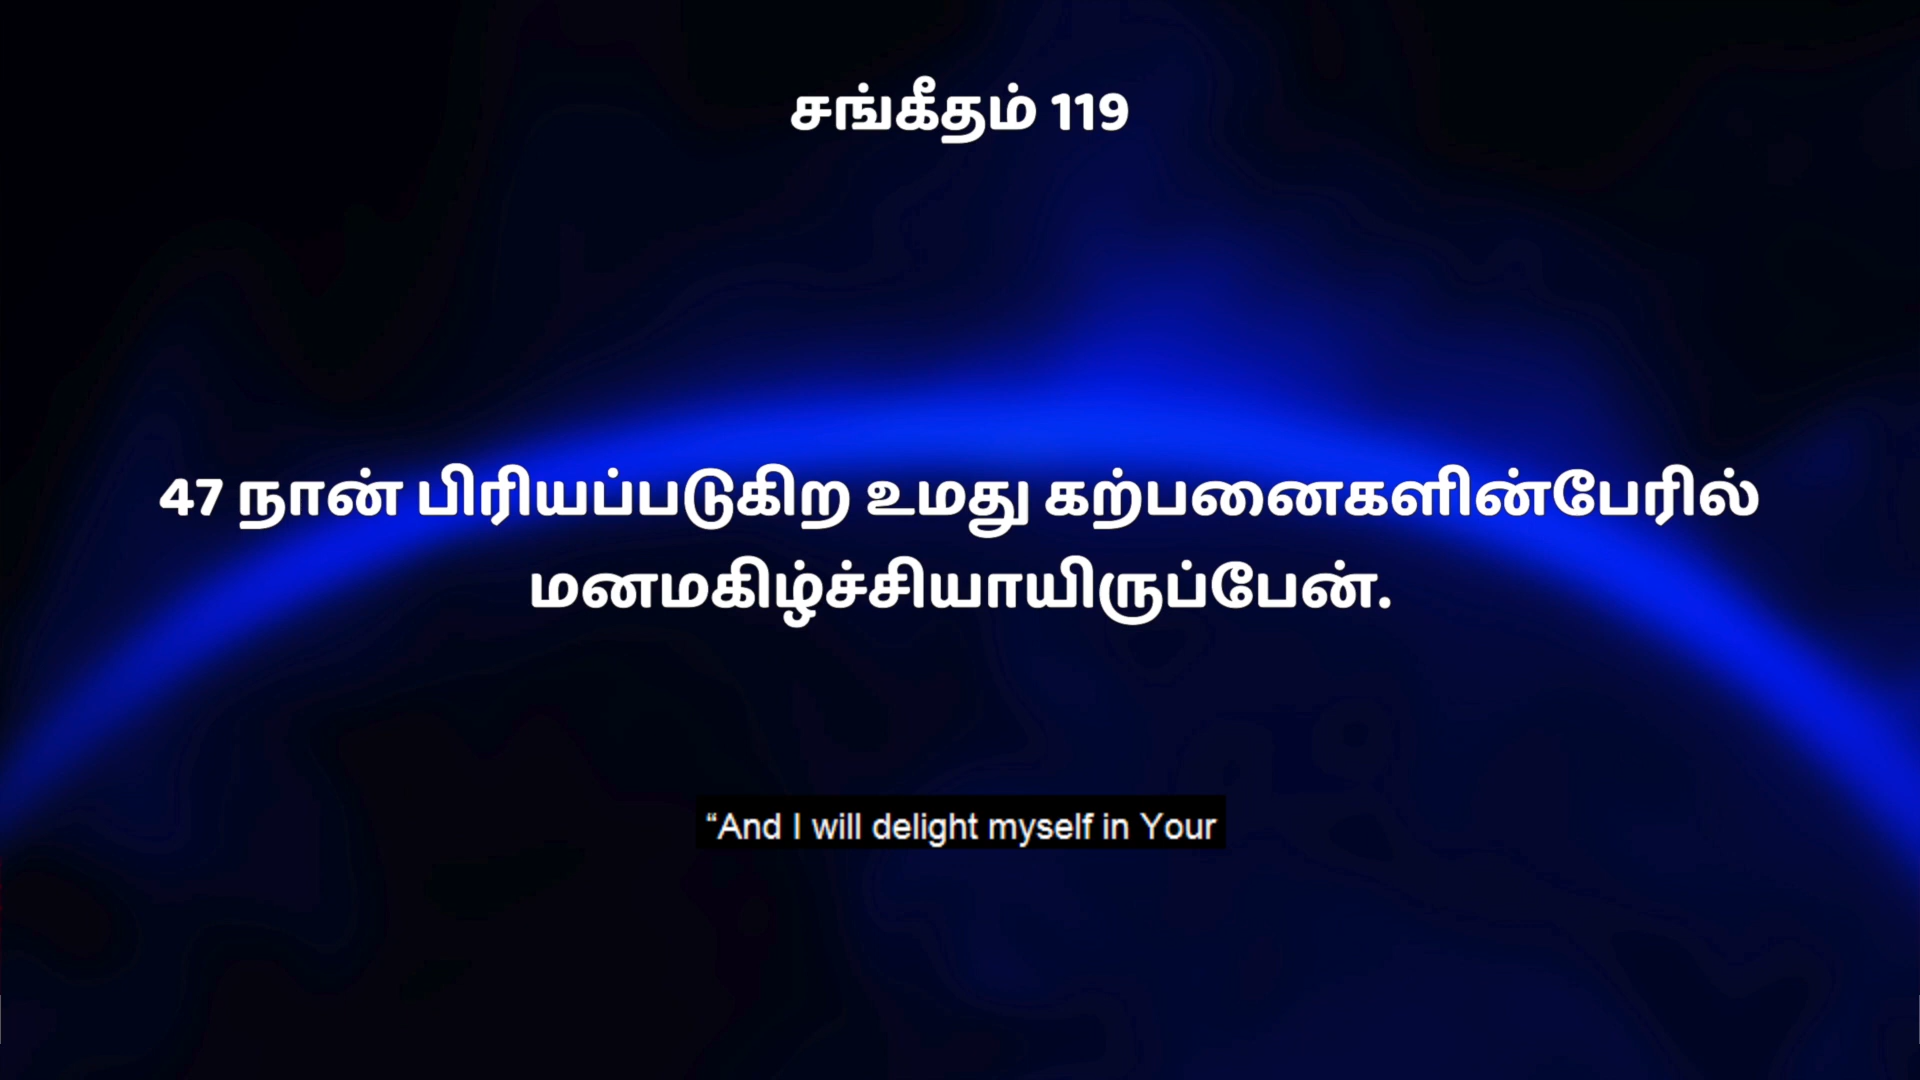 சங்கீதம் 119
47 நான் பிரியப்படுகிற உமது கற்பனைகளின்பேரில்
மனமகிழ்ச்சியாயிருப்பேன்.
“And I will delight myself in Your